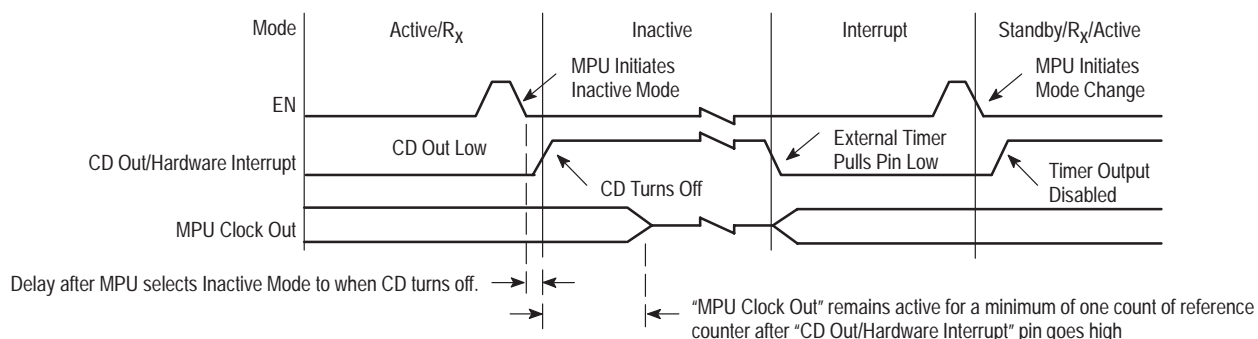 Mode Active/RX Inactive Interrupt Standby/RX/Active
MPU Initiates
Inactive Mode
MPU Initiates
Mode Change
EN
CD Out Low
External Timer
Pulls Pin Low
CD Out/Hardware Interrupt
CD Turns Off
Timer Output
Disabled
MPU Clock Out
Delay after MPU selects Inactive Mode to when CD turns off.
“MPU Clock Out” remains active for a minimum of one count of reference
counter after “CD Out/Hardware Interrupt” pin goes high